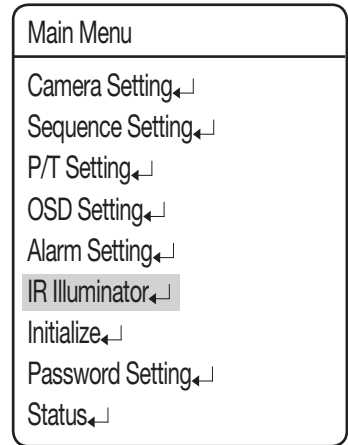 Main Menu
Camera Setting↵
Sequence Setting↵
P/T Setting↵
OSD Setting↵
Alarm Setting↵
IR Illuminator↵
Initialize↵
Password Setting↵
Status↵